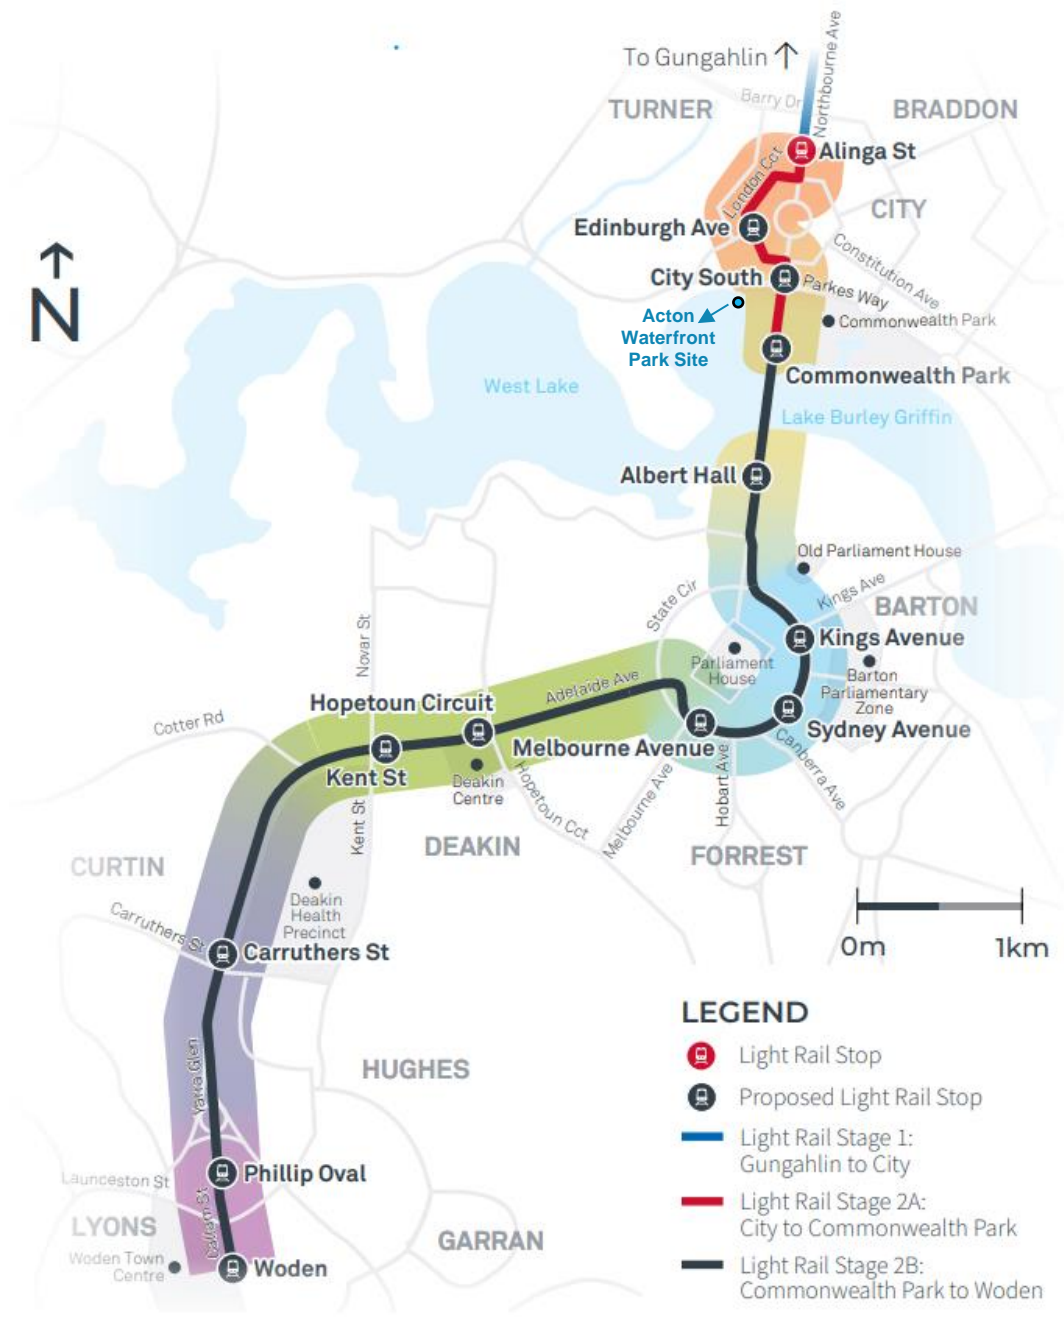 To Gungahlin
Northbourne Ave
Barry Dr
TURNER
BRADDON
Alinga St
London Cct
CITY
Edinburgh Ave
Constitution Ave
City South
Parkes Way
Acton
Waterfront
Park Site
Commonwealth Park
N
Commonwealth Park
West Lake
Lake Burley Griffin
Albert Hall
Old Parliament House
Kings Ave
State Cir
BARTON
Kings Avenue
Novar St
Parliament
House
Barton
Parliamentary
Zone
Adelaide Ave
Hopetoun Circuit
Cotter Rd
Sydney Avenue
Melbourne Avenue
Kent St
Deakin
Centre
Hopetoun Cct
Melbourne Ave
Hobart Ave
Canberra Ave
Kent St
DEAKIN
FORREST
CURTIN
Deakin
Health
Precinct
Carruthers St
Carruthers St
0m
1km
LEGEND
Light Rail Stop
Proposed Light Rail Stop
Light Rail Stage 1:
Gungahlin to City
Light Rail Stage 2A:
City to Commonwealth Park
Light Rail Stage 2B:
Commonwealth Park to Woden
HUGHES
Yarra Glen
Phillip Oval
Launceston St
Callam St
LYONS
GARRAN
Woden Town
Centre
Woden